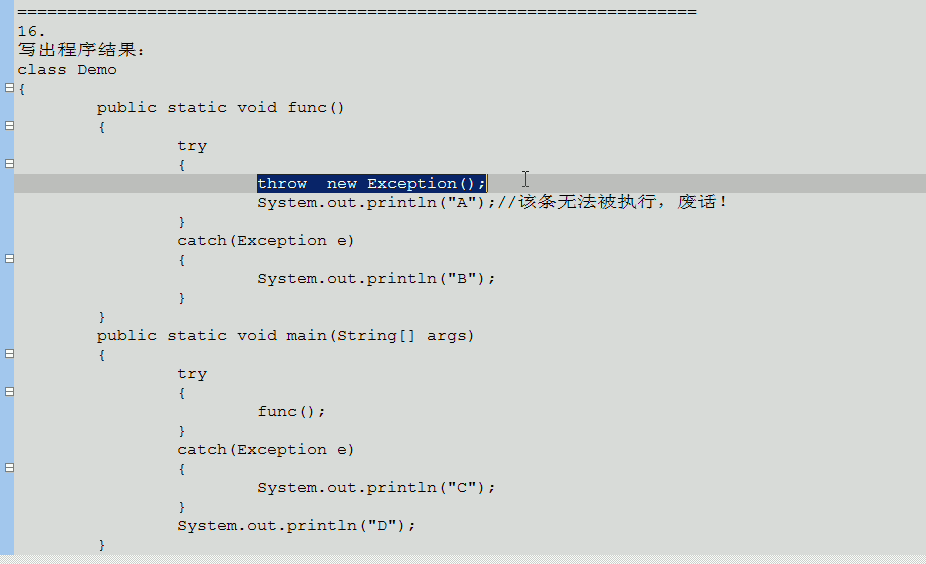 ====================================================================
16.
写出程序结果:
class Demo
{
public static void func()
{
try
{
throw  new Exception();
System.out.println("A");//该条无法被执行，废话！
}
catch(Exception e)
{
System.out.println("B");
}
}
public static void main(String[] args)
{
try
{
func();
}
catch(Exception e)
{
System.out.println("C");
}
System.out.println("D");
}